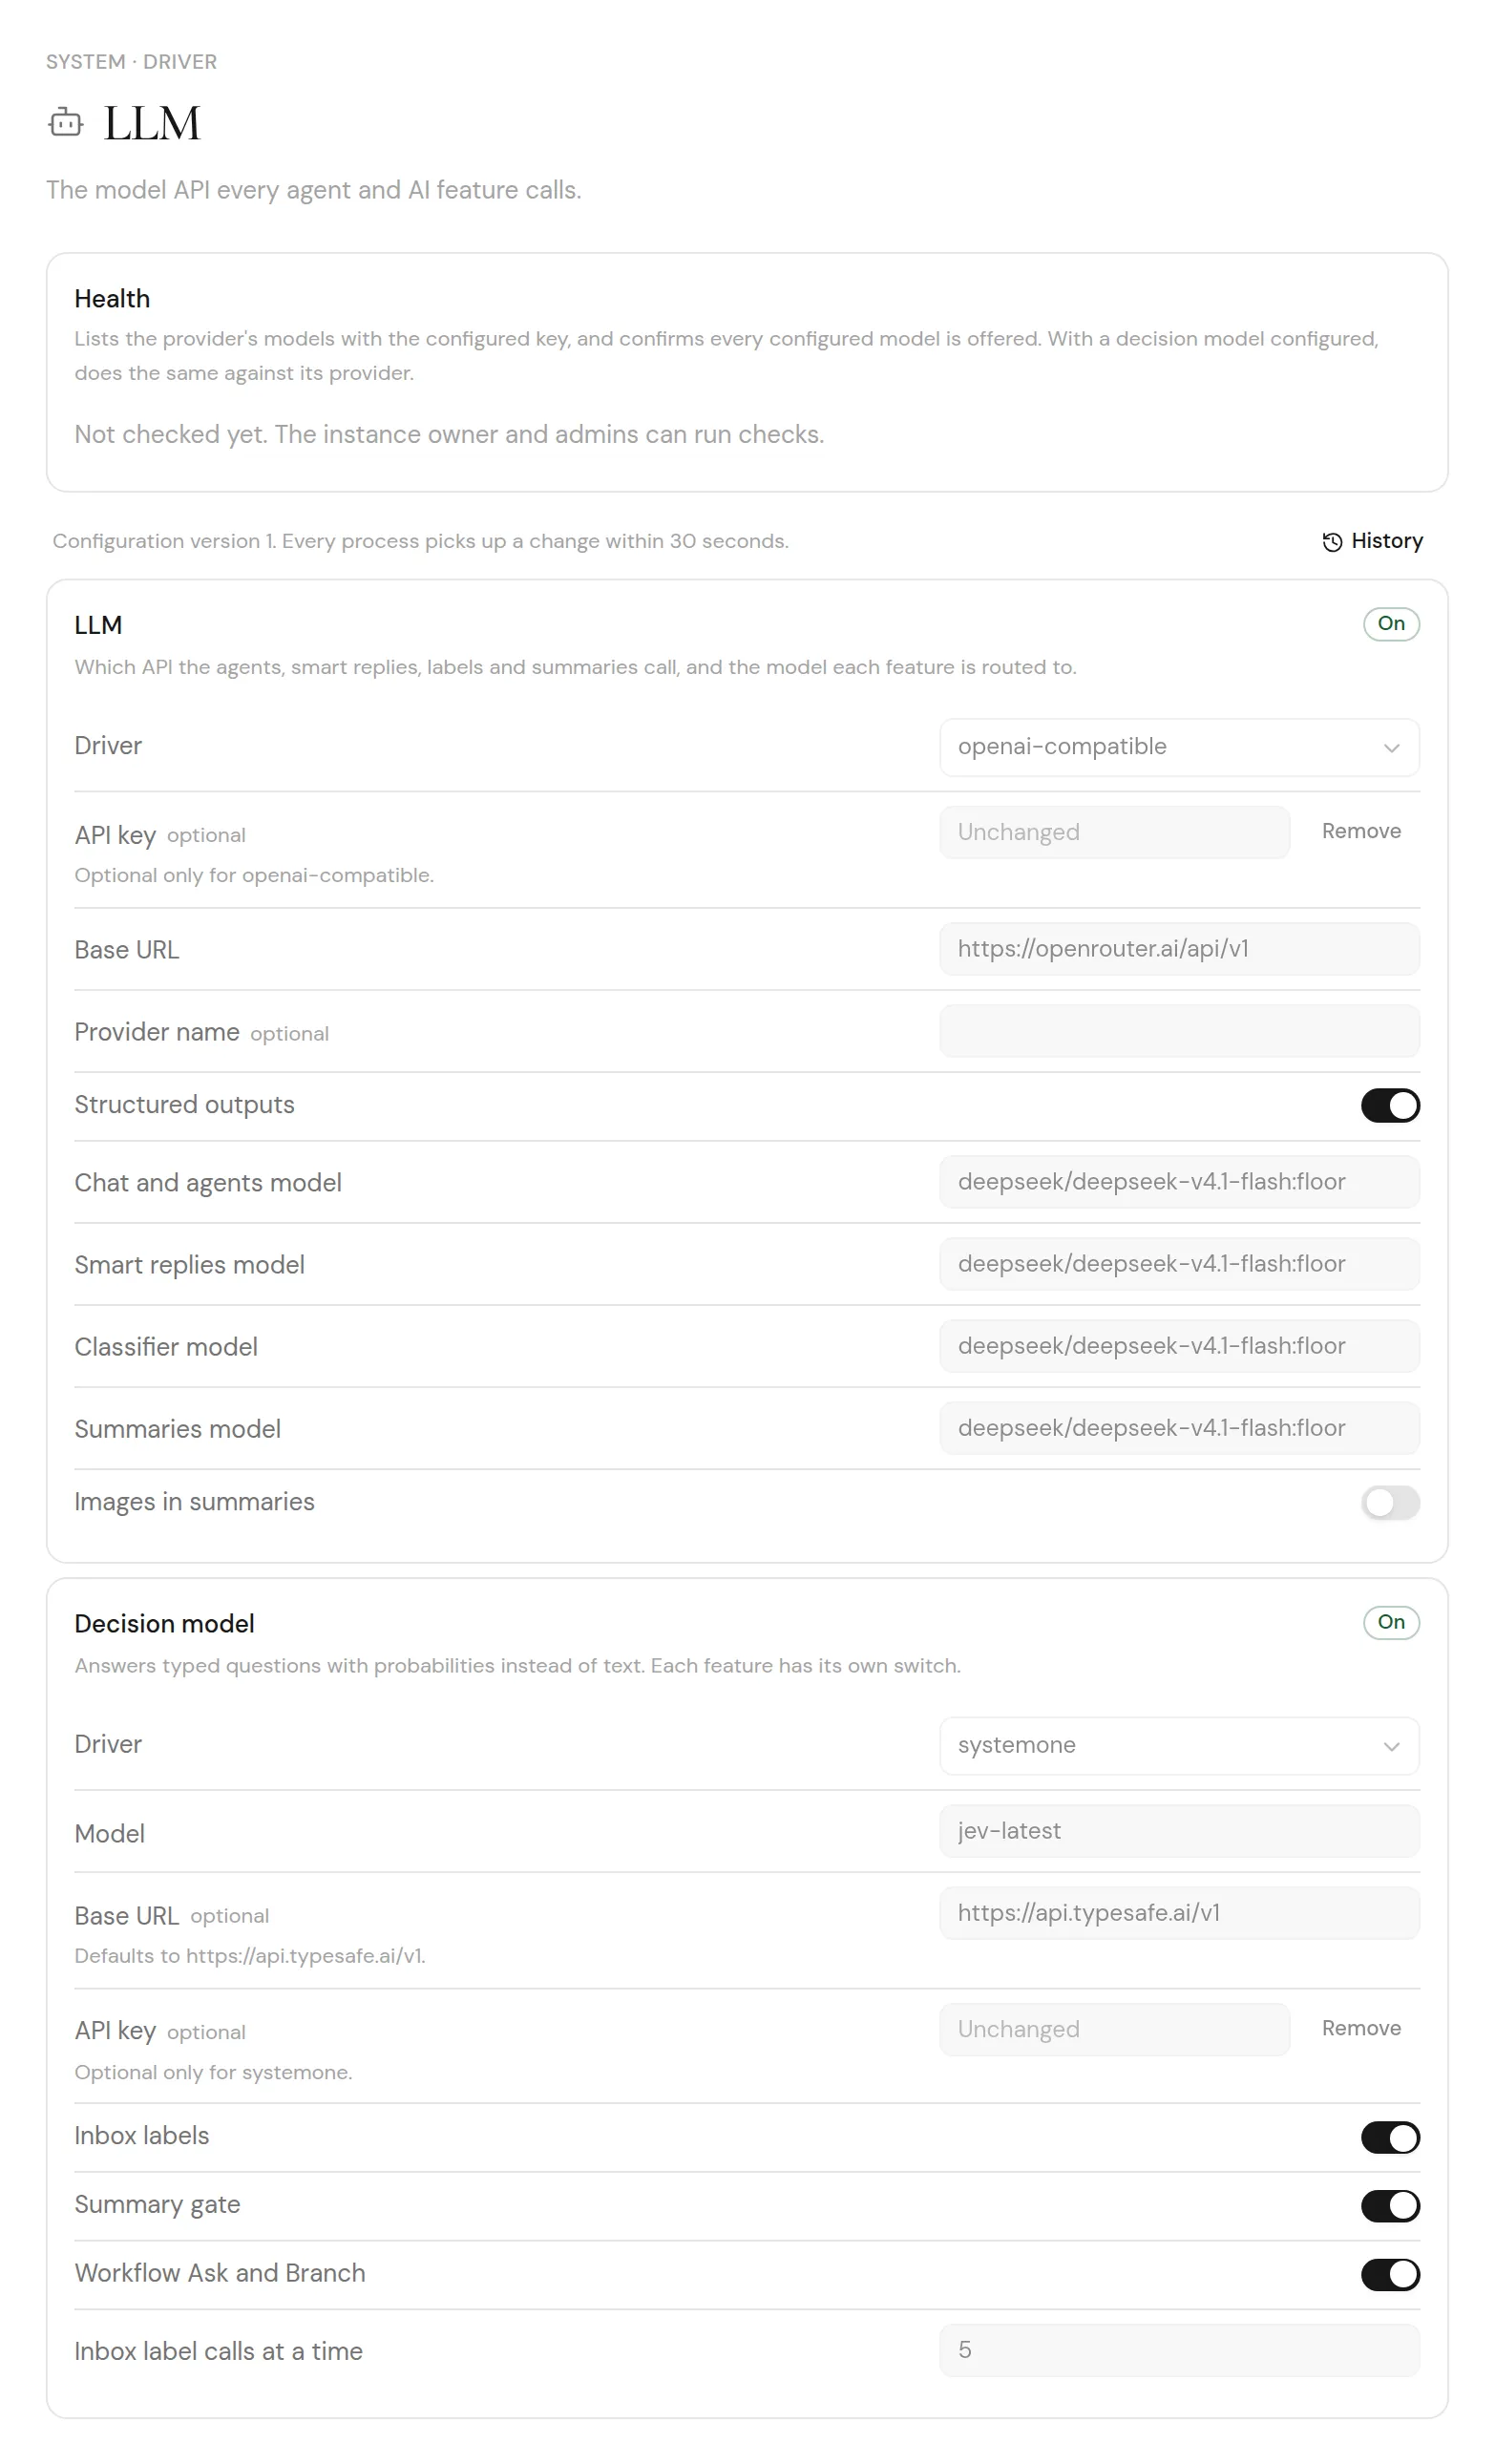 SYSTEM · DRIVER
LLM
The model API every agent and AI feature calls.
Health
Lists the provider's models with the configured key, and confirms every configured model is offered. With a decision model configured,
does the same against its provider.
Not checked yet. The instance owner and admins can run checks.
Configuration version 1. Every process picks up a change within 30 seconds.
History
LLM
On
Which API the agents, smart replies, labels and summaries call, and the model each feature is routed to.
Driver
openai-compatible
API key optional
Unchanged
Remove
Optional only for openai-compatible.
Base URL
https://openrouter.ai/api/v1
Provider name optional
Structured outputs
Chat and agents model
deepseek/deepseek-v4.1-flash:floor
Smart replies model
deepseek/deepseek-v4.1-flash:floor
Classifier model
deepseek/deepseek-v4.1-flash:floor
Summaries model
deepseek/deepseek-v4.1-flash:floor
Images in summaries
Decision model
On
Answers typed questions with probabilities instead of text. Each feature has its own switch.
Driver
systemone
Model
jev-latest
Base URL optional
https://api.typesafe.ai/v1
Defaults to https://api.typesafe.ai/v1.
API key optional
Unchanged
Remove
Optional only for systemone.
Inbox labels
Summary gate
Workflow Ask and Branch
Inbox label calls at a time
5